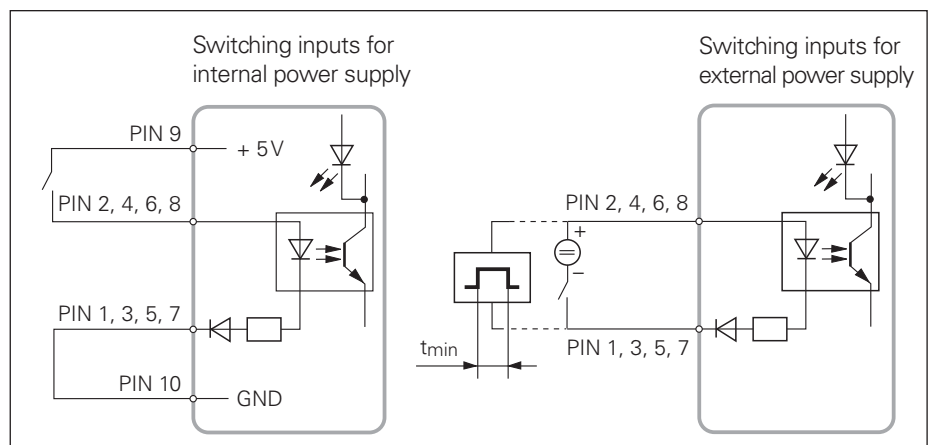 Switching inputs for
internal power supply
PIN 9
+ 5V
PIN 2, 4, 6, 8
PIN 1, 3, 5, 7
PIN 10
GND
Switching inputs for
external power supply
PIN 2, 4, 6, 8
+
−
PIN 1, 3, 5, 7
tmin